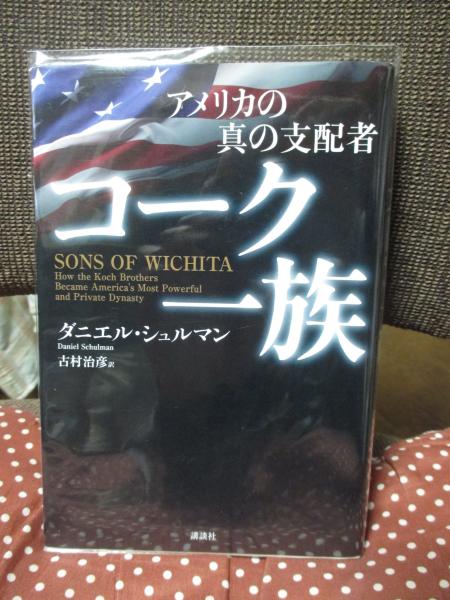 アメリカの
真の支配者
コーク
一族
SONS OF WICHITA
How the Koch Brothers
Became America's Most Powerful
and Private Dynasty
ダニエル・シュルマン
Daniel Schulman
古村治彦 訳
講談社